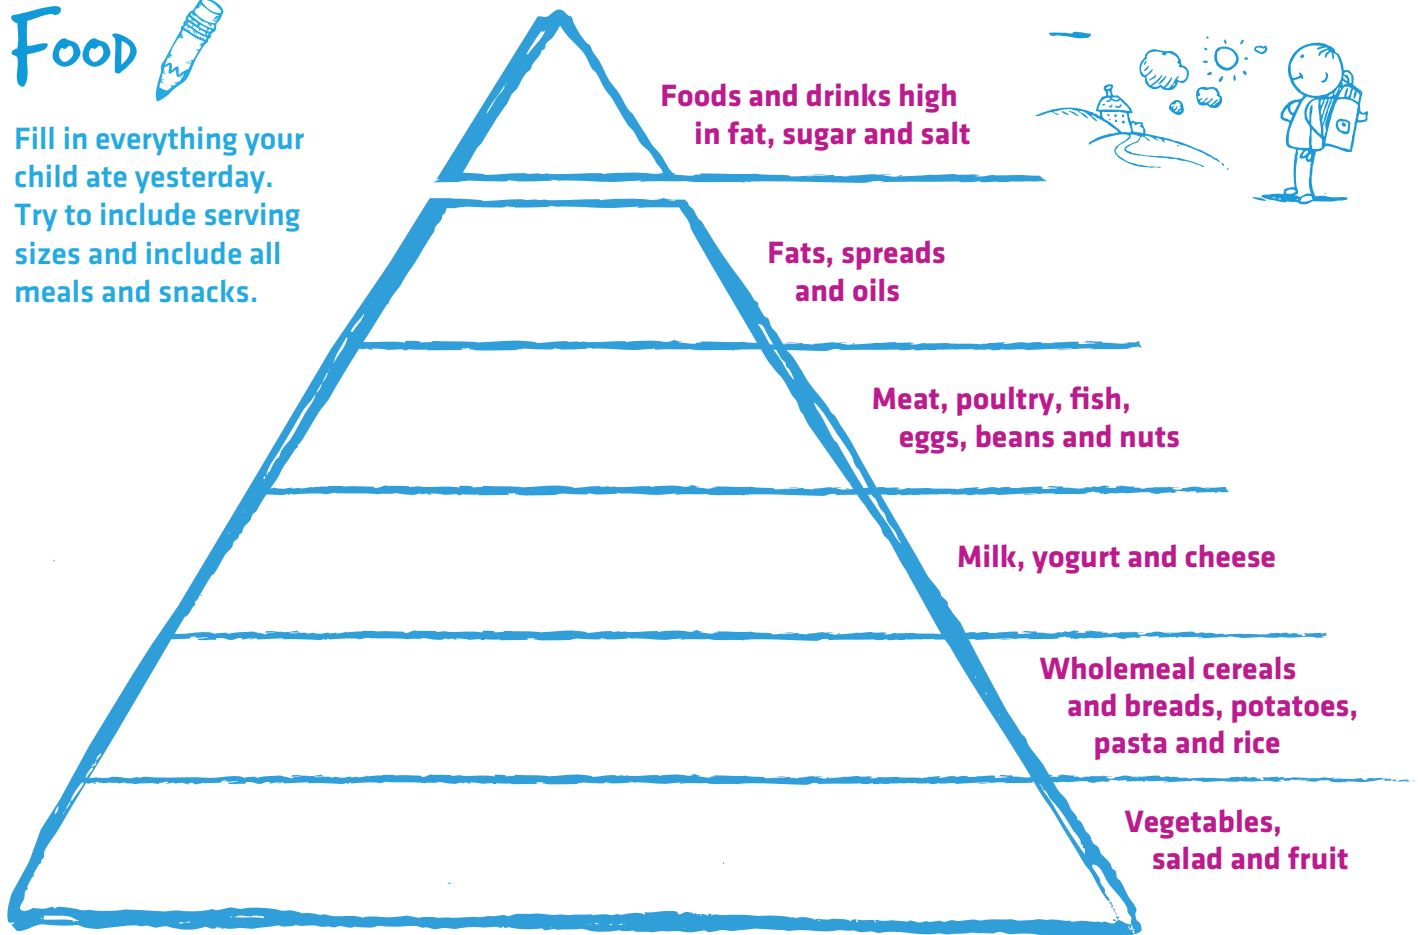 Food
Fill in everything your
child ate yesterday.
Try to include serving
sizes and include all
meals and snacks.
Foods and drinks high
in fat, sugar and salt
Fats, spreads
and oils
Meat, poultry, fish,
eggs, beans and nuts
Milk, yogurt and cheese
Wholemeal cereals
and breads, potatoes,
pasta and rice
Vegetables,
salad and fruit